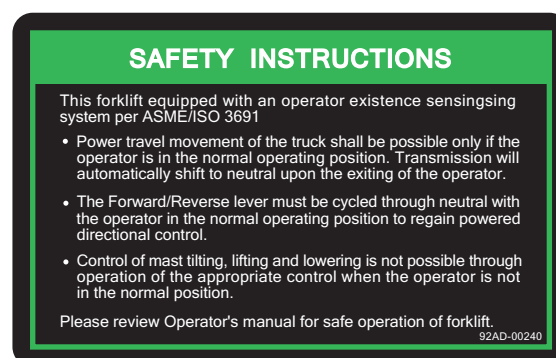 SAFETY INSTRUCTIONS
This forklift equipped with an operator existence sensingsing
system per ASME/ISO 3691
• Power travel movement of the truck shall be possible only if the
operator is in the normal operating position. Transmission will
automatically shift to neutral upon the exiting of the operator.
• The Forward/Reverse lever must be cycled through neutral with
the operator in the normal operating position to regain powered
directional control.
• Control of mast tilting, lifting and lowering is not possible through
operation of the appropriate control when the operator is not
in the normal position.
Please review Operator's manual for safe operation of forklift.
92AD-00240